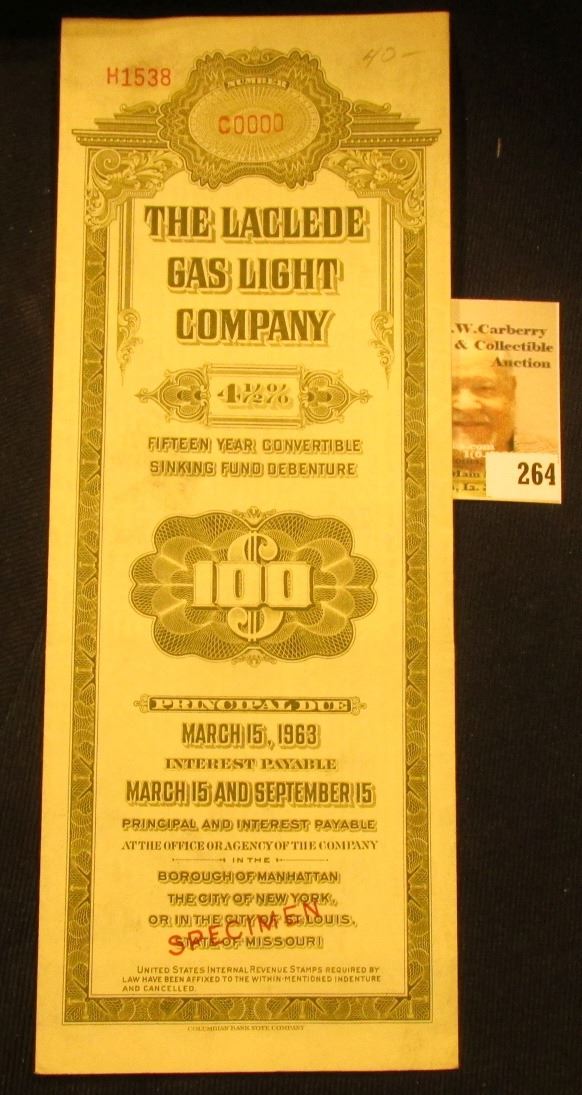 40-
H1538
NUMBER
C0000
THE LACLEDE
GAS LIGHT
COMPANY
4½%
FIFTEEN YEAR CONVERTIBLE
SINKING FUND DEBENTURE
$100
PRINCIPAL DUE
MARCH 15, 1963
INTEREST PAYABLE
MARCH 15 AND SEPTEMBER 15
PRINCIPAL AND INTEREST PAYABLE
AT THE OFFICE OR AGENCY OF THE COMPANY
IN THE
BOROUGH OF MANHATTAN
THE CITY OF NEW YORK,
OR IN THE CITY OF ST. LOUIS,
STATE OF MISSOURI
SPECIMEN
UNITED STATES INTERNAL REVENUE STAMPS REQUIRED BY
LAW HAVE BEEN AFFIXED TO THE WITHIN-MENTIONED INDENTURE
AND CANCELLED.
COLUMBIAN BANK NOTE COMPANY
.W.Carberry
& Collectible
Auction
264